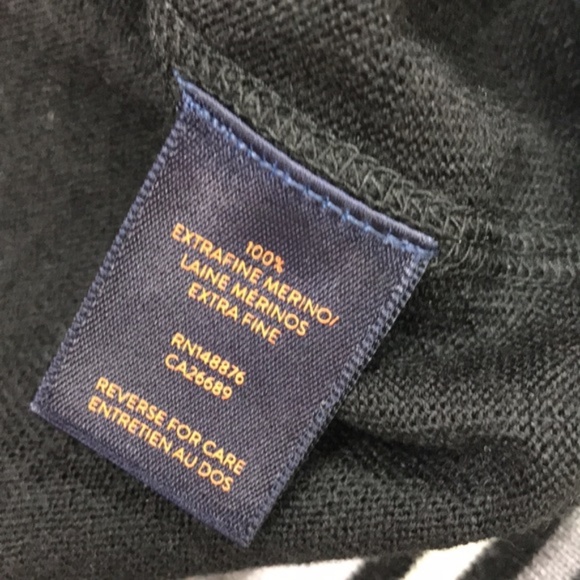 100%
EXTRAFINE MERINO/
LAINE MERINOS
EXTRA FINE
RN148876
CA26689
REVERSE FOR CARE
ENTRETIEN AU DOS